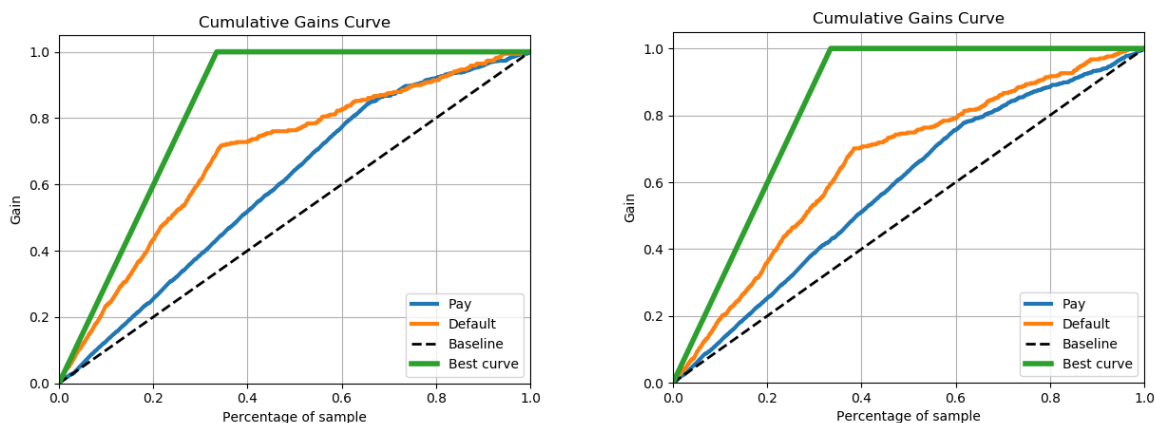 Cumulative Gains Curve
1.0
0.8
0.6
0.4
0.2
0.0
Gain
0.0 0.2 0.4 0.6 0.8 1.0
Percentage of sample
Pay
Default
Baseline
Best curve
Cumulative Gains Curve
1.0
0.8
0.6
0.4
0.2
0.0
Gain
0.0 0.2 0.4 0.6 0.8 1.0
Percentage of sample
Pay
Default
Baseline
Best curve